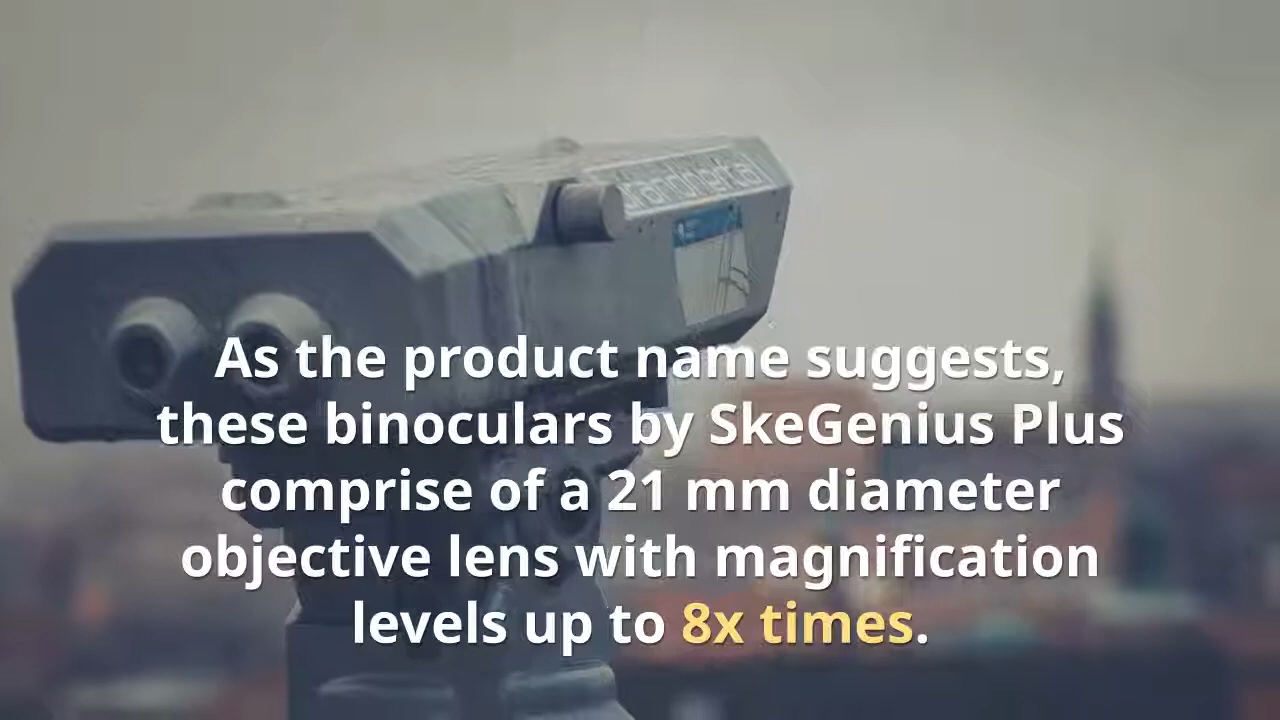 As the product name suggests,
these binoculars by SkeGenius Plus
comprise of a 21 mm diameter
objective lens with magnification
levels up to 8x times.